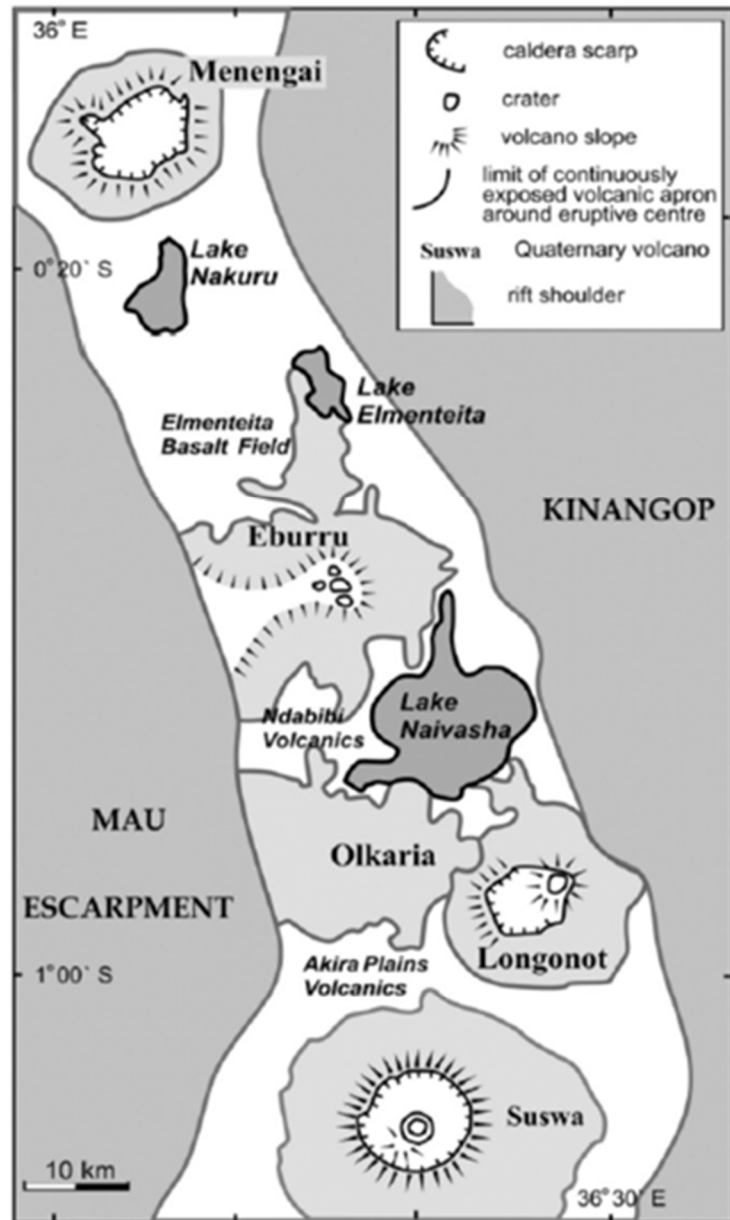 36° E
Menengai
caldera scarp
crater
volcano slope
limit of continuously
exposed volcanic apron
around eruptive centre
Suswa Quaternary volcano
rift shoulder
Lake
Nakuru
0°20` S
Lake
Elmenteita
Elmenteita
Basalt Field
KINANGOP
Eburru
Lake
Naivasha
Ndabibi
Volcanics
MAU
ESCARPMENT
Olkaria
Longonot
Akira Plains
Volcanics
1°00` S
Suswa
10 km
36°30` E